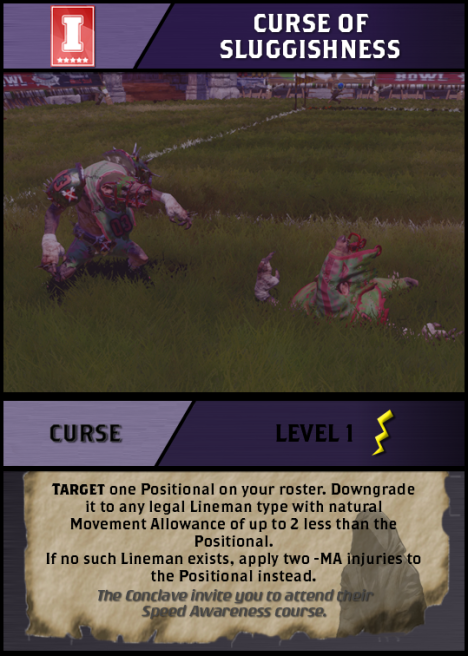 I
CURSE OF
SLUGGISHNESS
BOWL
CURSE
LEVEL 1
TARGET one Positional on your roster. Downgrade
it to any legal Lineman type with natural
Movement Allowance of up to 2 less than the
Positional.
If no such Lineman exists, apply two -MA injuries to
the Positional instead.
The Conclave invite you to attend their
Speed Awareness course.